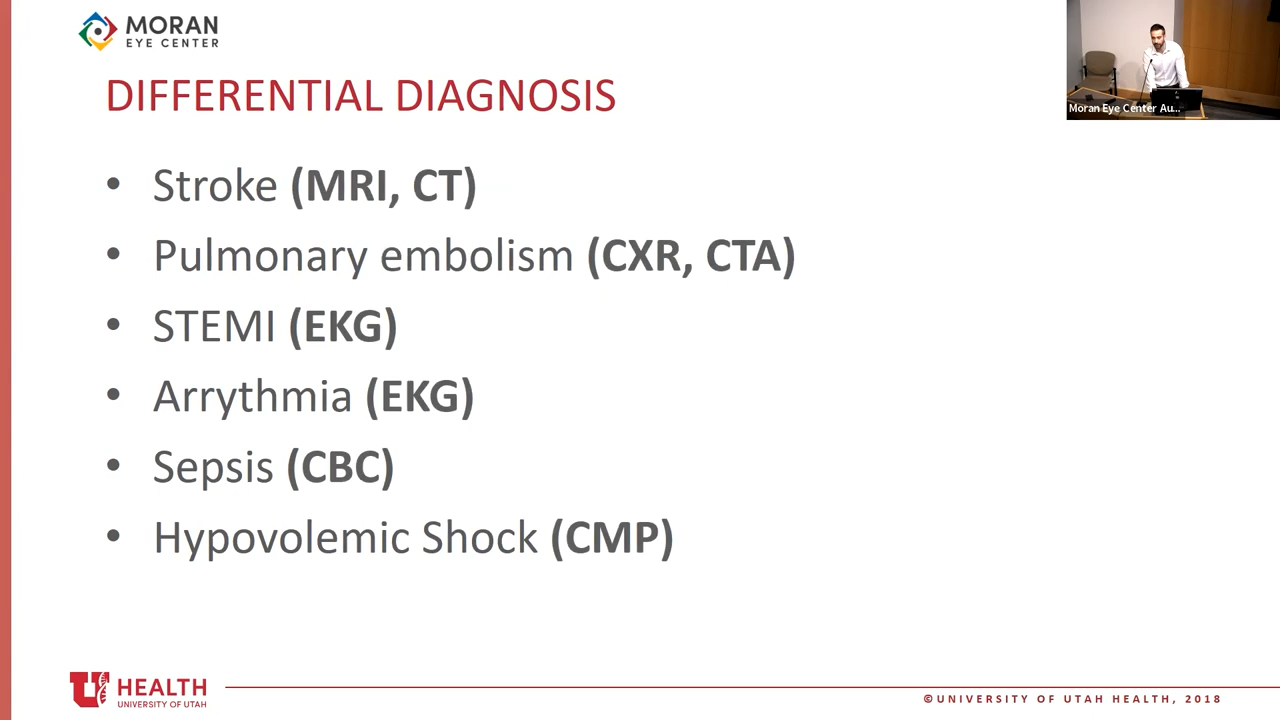 MORAN
EYE CENTER
Moran Eye Center Au...
DIFFERENTIAL DIAGNOSIS
• Stroke (MRI, CT)
• Pulmonary embolism (CXR, CTA)
• STEMI (EKG)
• Arrythmia (EKG)
• Sepsis (CBC)
• Hypovolemic Shock (CMP)
U HEALTH
UNIVERSITY OF UTAH
©UNIVERSITY OF UTAH HEALTH, 2018